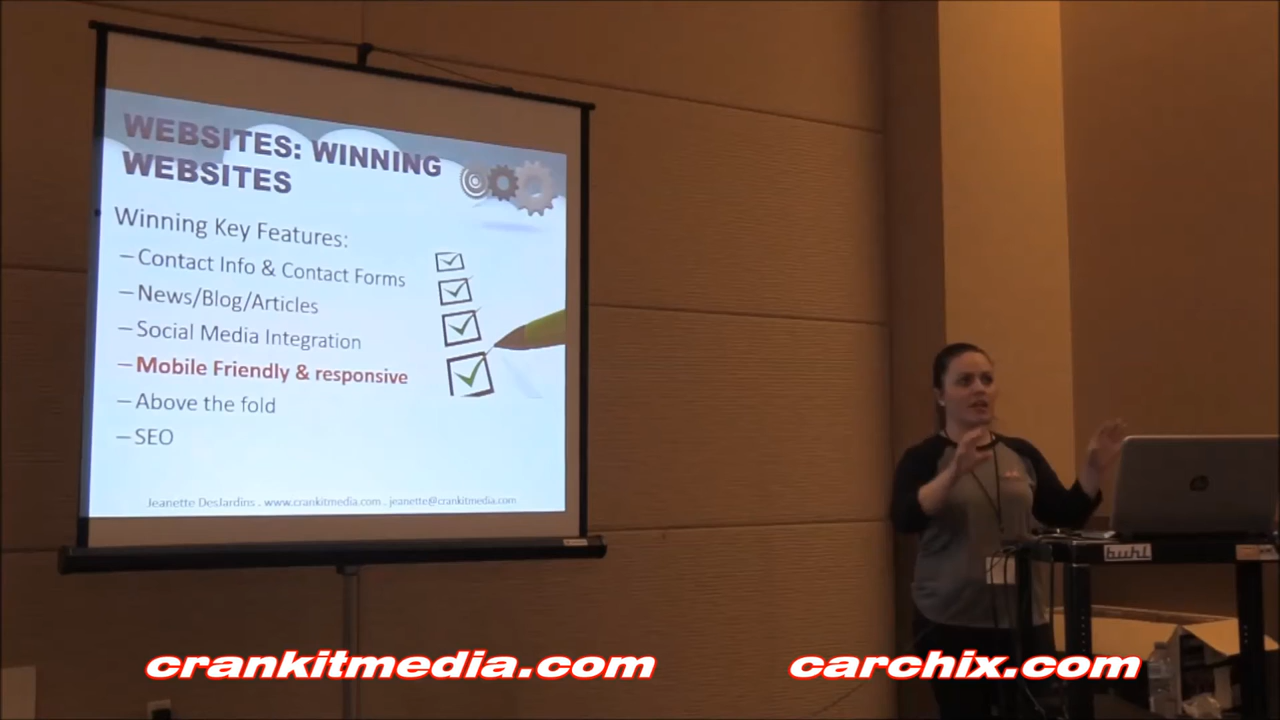 WEBSITES: WINNING
WEBSITES
Winning Key Features:
– Contact Info & Contact Forms
– News/Blog/Articles
– Social Media Integration
– Mobile Friendly & responsive
– Above the fold
– SEO
Jeanette DesJardins . www.crankitmedia.com . jeanette@crankitmedia.com
hp
buhl
crankitmedia.com
carchix.com